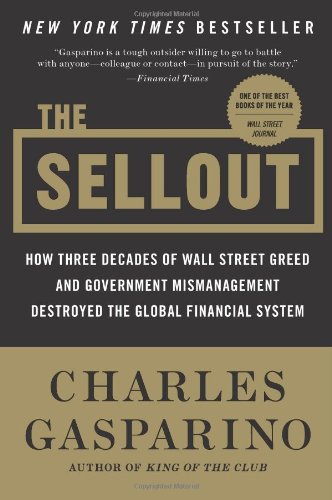 NEW YORK TIMES BESTSELLER
"Gasparino is a tough outsider willing to go to battle
with anyone—colleague or contact—in pursuit of the story."
—Financial Times
ONE OF THE BEST
BOOKS OF THE YEAR
WALL STREET
JOURNAL
THE
SELLOUT
HOW THREE DECADES OF WALL STREET GREED
AND GOVERNMENT MISMANAGEMENT
DESTROYED THE GLOBAL FINANCIAL SYSTEM
CHARLES
GASPARINO
AUTHOR OF KING OF THE CLUB